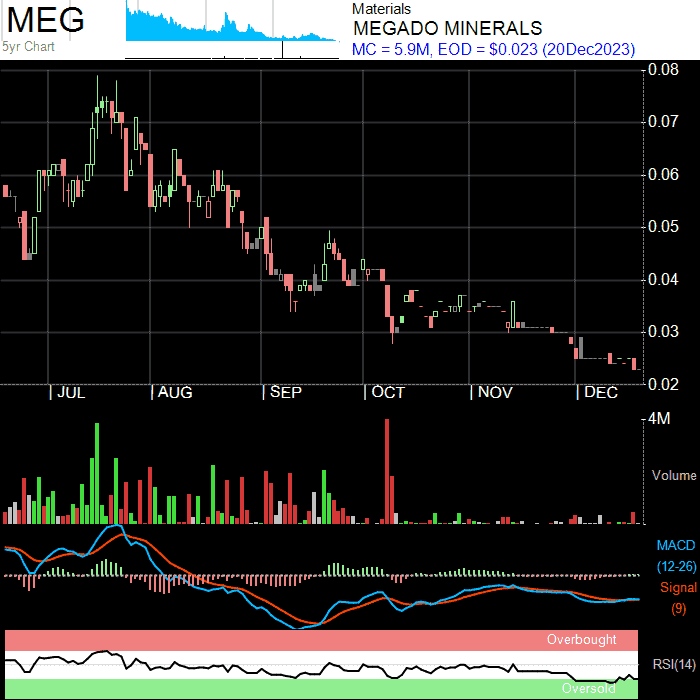 MEG
5yr Chart
Materials
MEGADO MINERALS
MC = 5.9M, EOD = $0.023 (20Dec2023)
0.08
0.07
0.06
0.05
0.04
0.03
0.02
| JUL | AUG | SEP | OCT | NOV | DEC
4M
Volume
MACD
(12-26)
Signal
(9)
Overbought
RSI(14)
Oversold